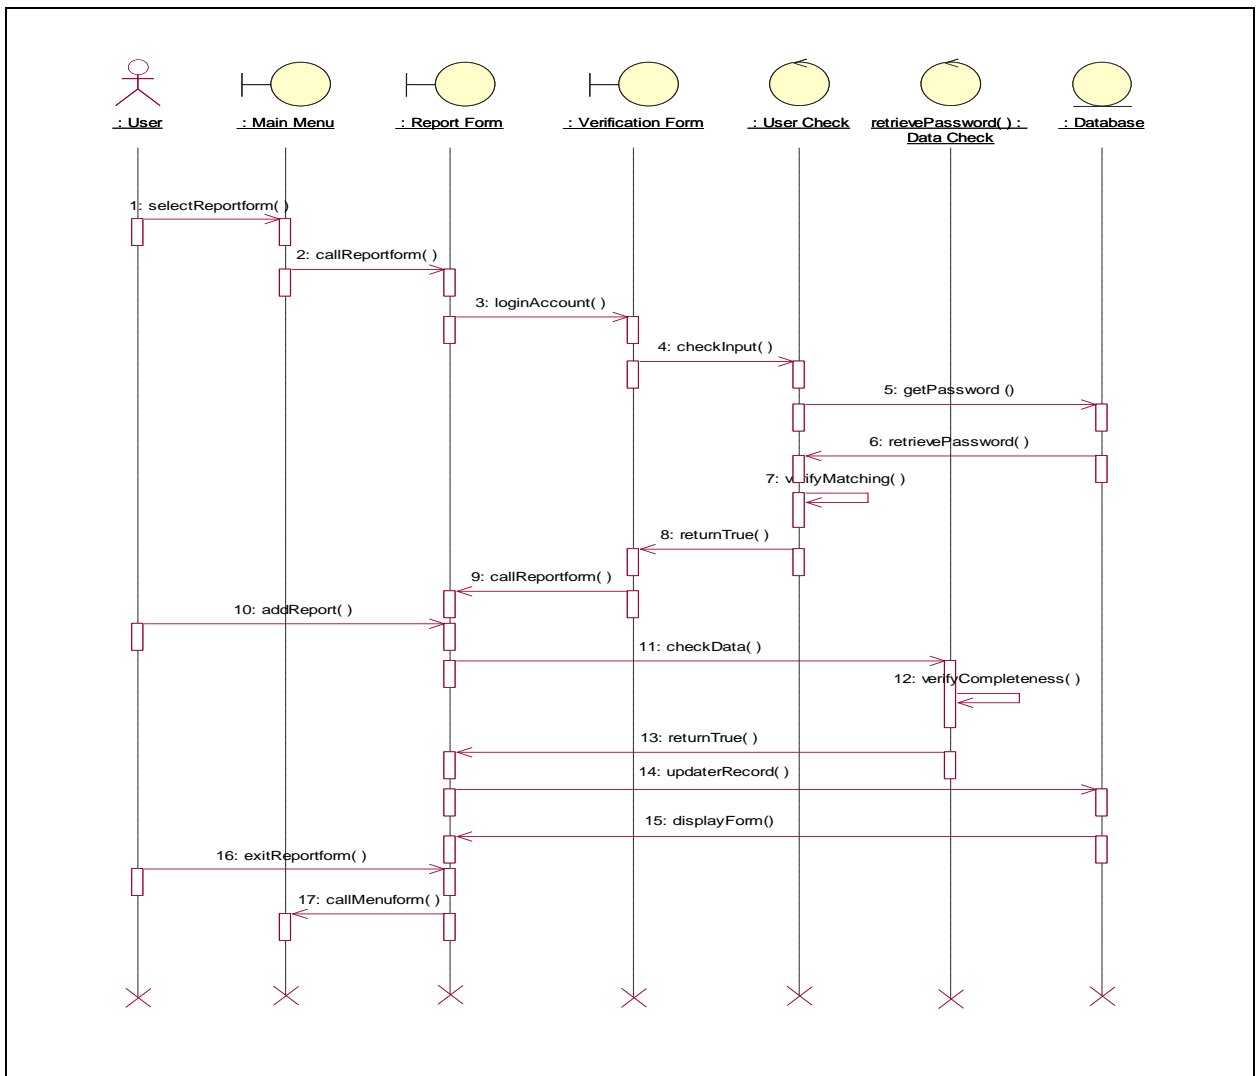 : User
: Main Menu
: Report Form
: Verification Form
: User Check
retrievePassword( ) :
Data Check
: Database
1: selectReportform( )
2: callReportform( )
3: loginAccount( )
4: checkInput( )
5: getPassword ()
6: retrievePassword( )
7: verifyMatching( )
8: returnTrue( )
9: callReportform( )
10: addReport( )
11: checkData( )
12: verifyCompleteness( )
13: returnTrue( )
14: updaterRecord( )
15: displayForm()
16: exitReportform( )
17: callMenuform( )